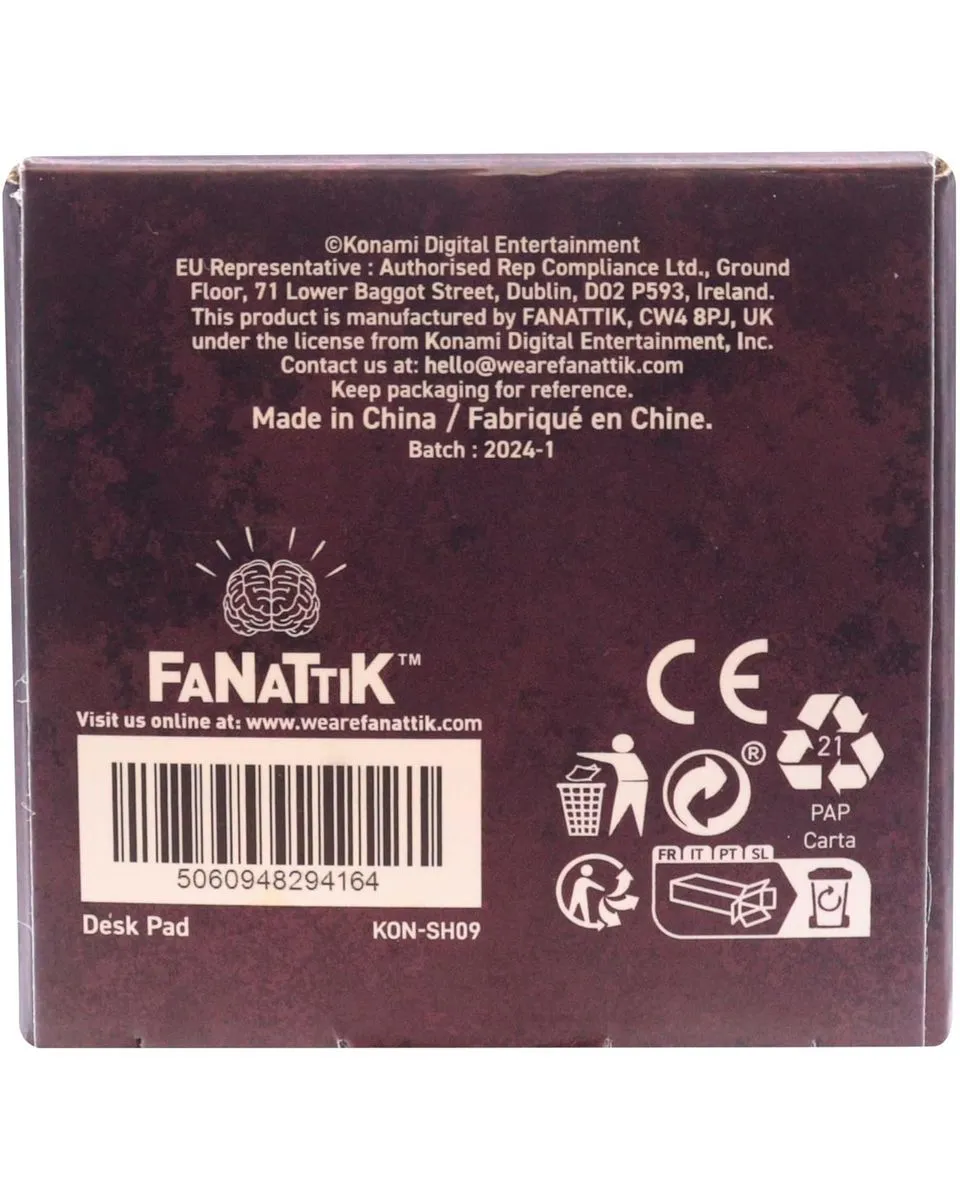 ©Konami Digital Entertainment
EU Representative : Authorised Rep Compliance Ltd., Ground
Floor, 71 Lower Baggot Street, Dublin, D02 P593, Ireland.
This product is manufactured by FANATTIK, CW4 8PJ, UK
under the license from Konami Digital Entertainment, Inc.
Contact us at: hello@wearefanattik.com
Keep packaging for reference.
Made in China / Fabriqué en Chine.
Batch : 2024-1
FaNaTtiK™
Visit us online at: www.wearefanattik.com
5060948294164
Desk Pad
KON-SH09
CE
®
21
PAP
Carta
FR IT PT SL